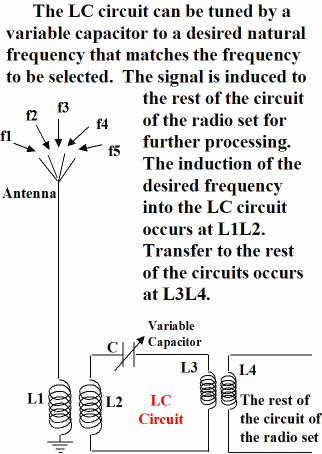 The LC circuit can be tuned by a
variable capacitor to a desired natural
frequency that matches the frequency
to be selected. The signal is induced to
the rest of the circuit
of the radio set for
further processing.
The induction of the
desired frequency
into the LC circuit
occurs at L1L2.
Transfer to the rest
of the circuits occurs
at L3L4.
f1
f2
f3
f4
f5
Antenna
Variable
Capacitor
C
L1
L2
LC
Circuit
L3
L4
The rest of
the circuit of
the radio set